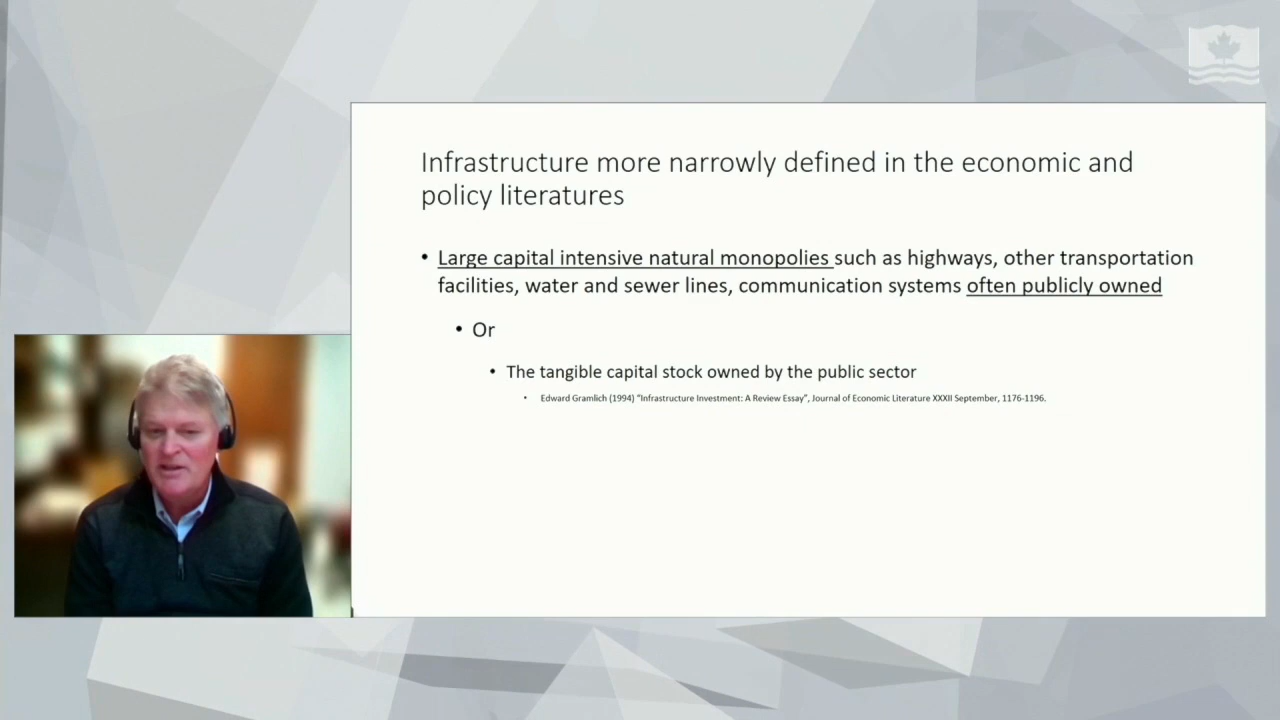 Infrastructure more narrowly defined in the economic and
policy literatures
• Large capital intensive natural monopolies such as highways, other transportation
facilities, water and sewer lines, communication systems often publicly owned
• Or
• The tangible capital stock owned by the public sector
• Edward Gramlich (1994) “Infrastructure Investment: A Review Essay”, Journal of Economic Literature XXXII September, 1176-1196.